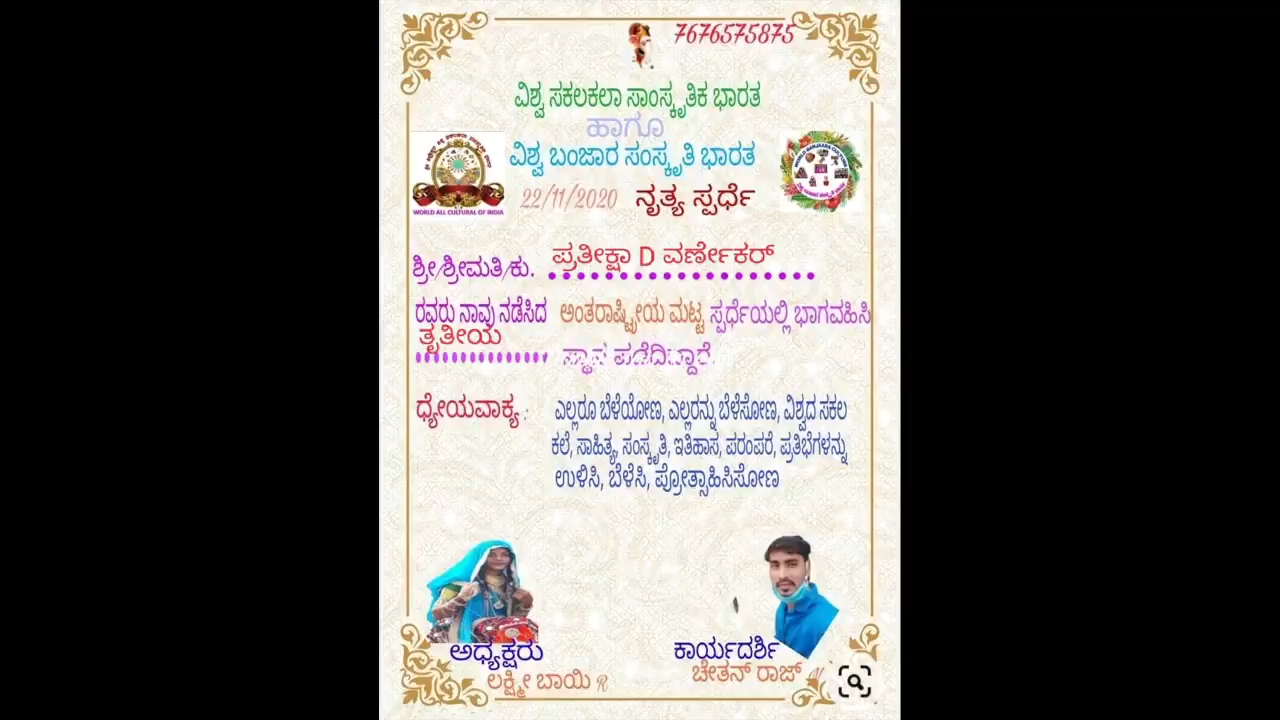 7676575875
ವಿಶ್ವ ಸಕಲಕಲಾ ಸಾಂಸ್ಕೃತಿಕ ಭಾರತ
ಹಾಗೂ
ವಿಶ್ವ ಬಂಜಾರ ಸಂಸ್ಕೃತಿ ಭಾರತ
22/11/2020 ನೃತ್ಯ ಸ್ಪರ್ಧೆ
WORLD ALL CULTURAL OF INDIA
ಶ್ರೀ/ಶ್ರೀಮತಿ/ಕು. ಪ್ರತೀಕ್ಷಾ D ವರ್ಣೇಕರ್
ರವರು ನಾವು ನಡೆಸಿದ ಅಂತರಾಷ್ಟ್ರೀಯ ಮಟ್ಟ ಸ್ಪರ್ಧೆಯಲ್ಲಿ ಭಾಗವಹಿಸಿ
ತೃತೀಯ ಸ್ಥಾನ ಪಡೆದಿದ್ದಾರೆ
ಧ್ಯೇಯವಾಕ್ಯ : ಎಲ್ಲರೂ ಬೆಳೆಯೋಣ, ಎಲ್ಲರನ್ನು ಬೆಳೆಸೋಣ, ವಿಶ್ವದ ಸಕಲ
ಕಲೆ, ಸಾಹಿತ್ಯ, ಸಂಸ್ಕೃತಿ, ಇತಿಹಾಸ, ಪರಂಪರೆ, ಪ್ರತಿಭೆಗಳನ್ನು
ಉಳಿಸಿ, ಬೆಳೆಸಿ, ಪ್ರೋತ್ಸಾಹಿಸಿಸೋಣ
ಅಧ್ಯಕ್ಷರು
ಲಕ್ಷ್ಮೀ ಬಾಯಿ R
ಕಾರ್ಯದರ್ಶಿ
ಚೇತನ್ ರಾಜ್